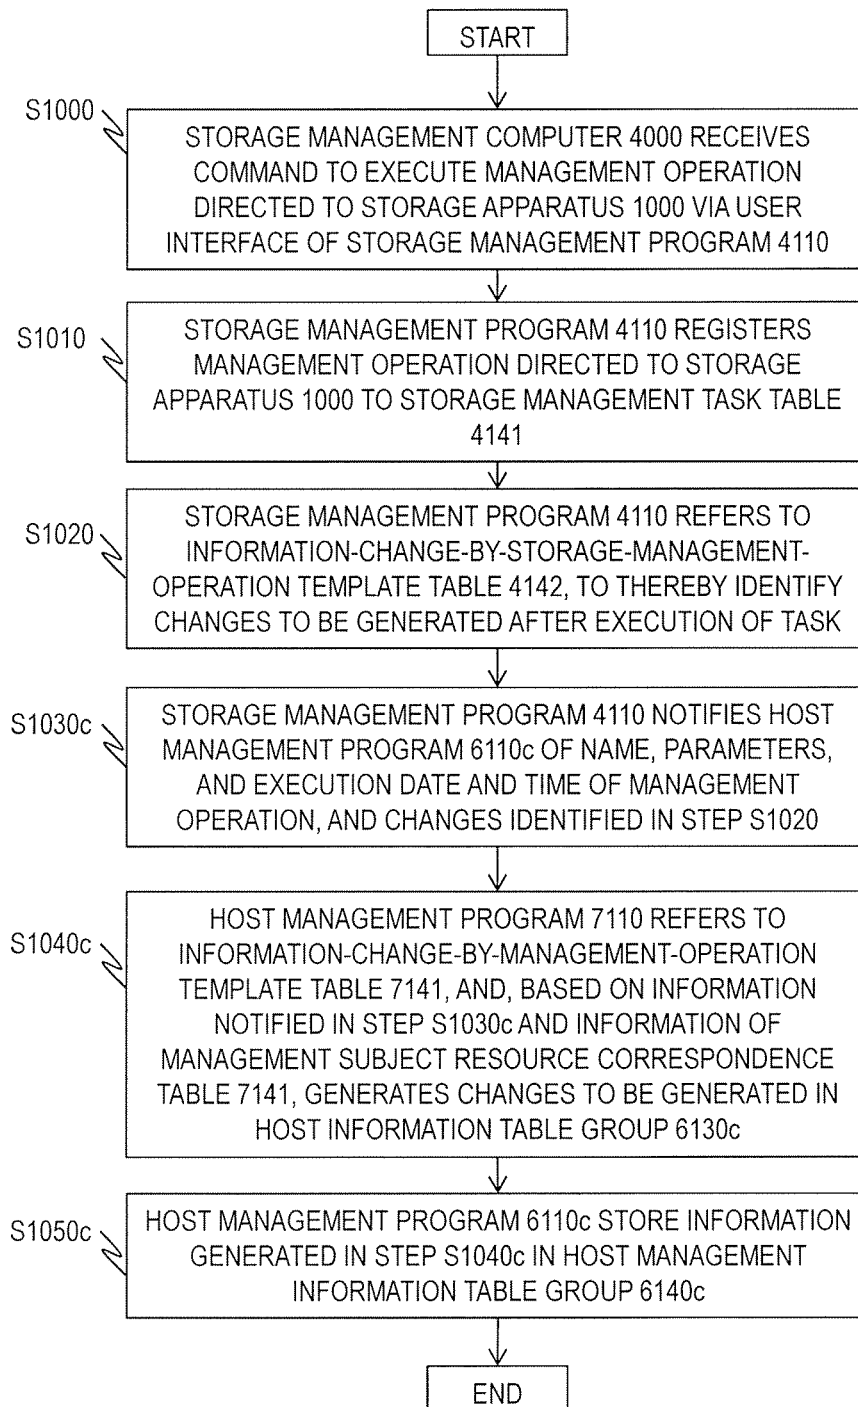 START
S1000
STORAGE MANAGEMENT COMPUTER 4000 RECEIVES
COMMAND TO EXECUTE MANAGEMENT OPERATION
DIRECTED TO STORAGE APPARATUS 1000 VIA USER
INTERFACE OF STORAGE MANAGEMENT PROGRAM 4110
S1010
STORAGE MANAGEMENT PROGRAM 4110 REGISTERS
MANAGEMENT OPERATION DIRECTED TO STORAGE
APPARATUS 1000 TO STORAGE MANAGEMENT TASK TABLE
4141
S1020
STORAGE MANAGEMENT PROGRAM 4110 REFERS TO
INFORMATION-CHANGE-BY-STORAGE-MANAGEMENT-
OPERATION TEMPLATE TABLE 4142, TO THEREBY IDENTIFY
CHANGES TO BE GENERATED AFTER EXECUTION OF TASK
S1030c
STORAGE MANAGEMENT PROGRAM 4110 NOTIFIES HOST
MANAGEMENT PROGRAM 6110c OF NAME, PARAMETERS,
AND EXECUTION DATE AND TIME OF MANAGEMENT
OPERATION, AND CHANGES IDENTIFIED IN STEP S1020
S1040c
HOST MANAGEMENT PROGRAM 7110 REFERS TO
INFORMATION-CHANGE-BY-MANAGEMENT-OPERATION
TEMPLATE TABLE 7141, AND, BASED ON INFORMATION
NOTIFIED IN STEP S1030c AND INFORMATION OF
MANAGEMENT SUBJECT RESOURCE CORRESPONDENCE
TABLE 7141, GENERATES CHANGES TO BE GENERATED IN
HOST INFORMATION TABLE GROUP 6130c
S1050c
HOST MANAGEMENT PROGRAM 6110c STORE INFORMATION
GENERATED IN STEP S1040c IN HOST MANAGEMENT
INFORMATION TABLE GROUP 6140c
END